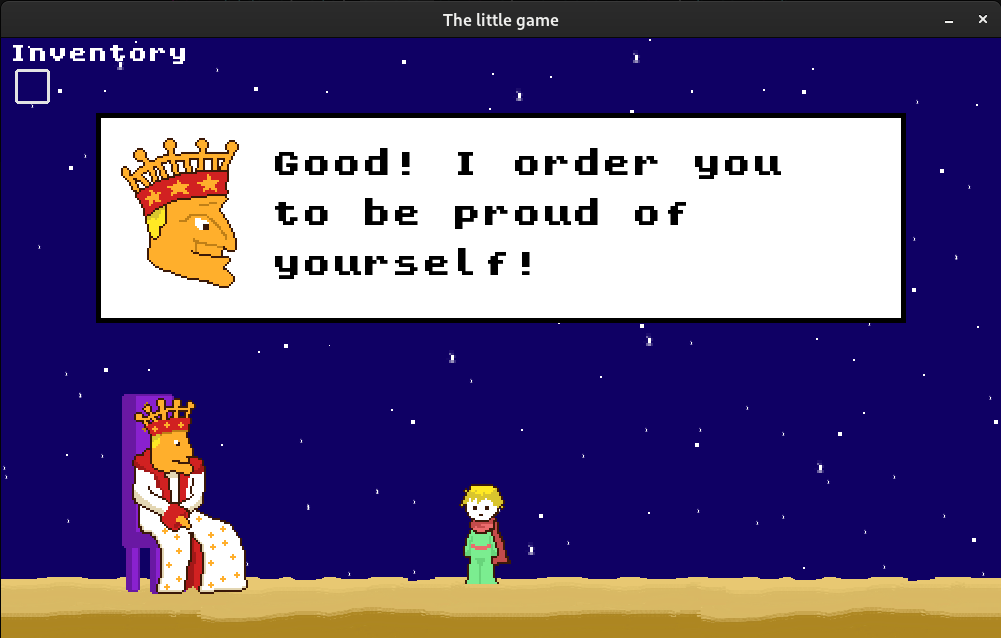 The little game
Inventory
Good! I order you
to be proud of
yourself!